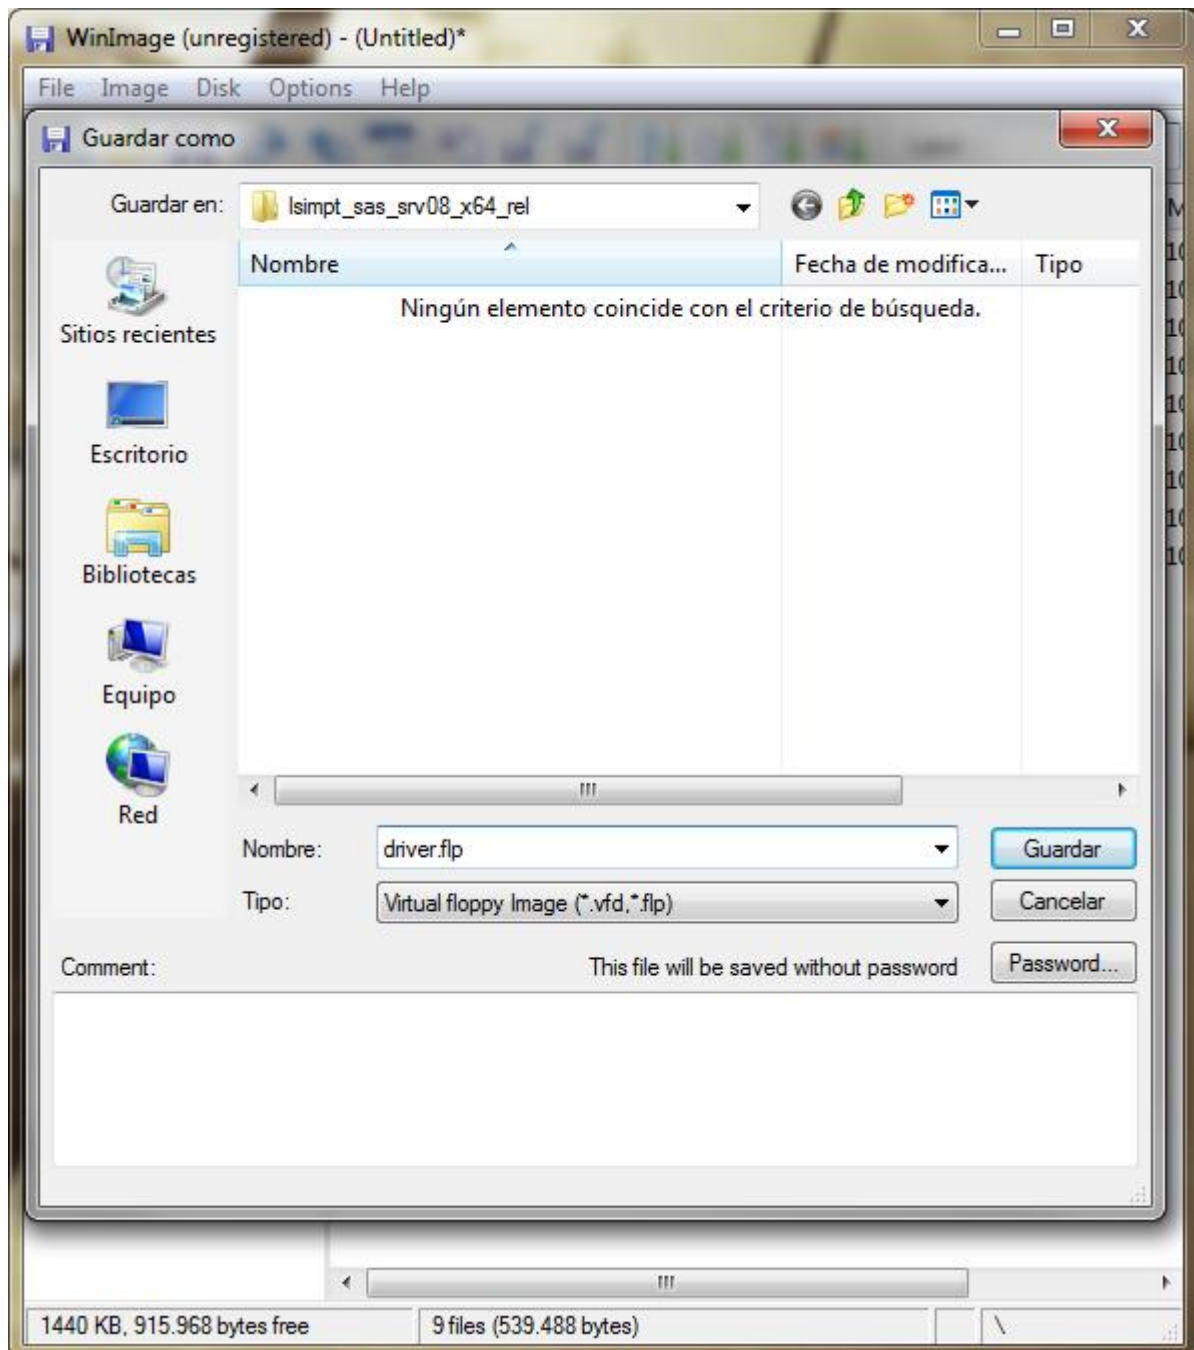 WinImage (unregistered) - (Untitled)*
File Image Disk Options Help
Guardar como
Guardar en: lsimpt_sas_srv08_x64_rel
Nombre Fecha de modifica... Tipo
Ningún elemento coincide con el criterio de búsqueda.
Sitios recientes
Escritorio
Bibliotecas
Equipo
Red
Nombre: driver.flp Guardar
Tipo: Virtual floppy Image (*.vfd,*.flp) Cancelar
Comment: This file will be saved without password Password...
1440 KB, 915.968 bytes free 9 files (539.488 bytes) \